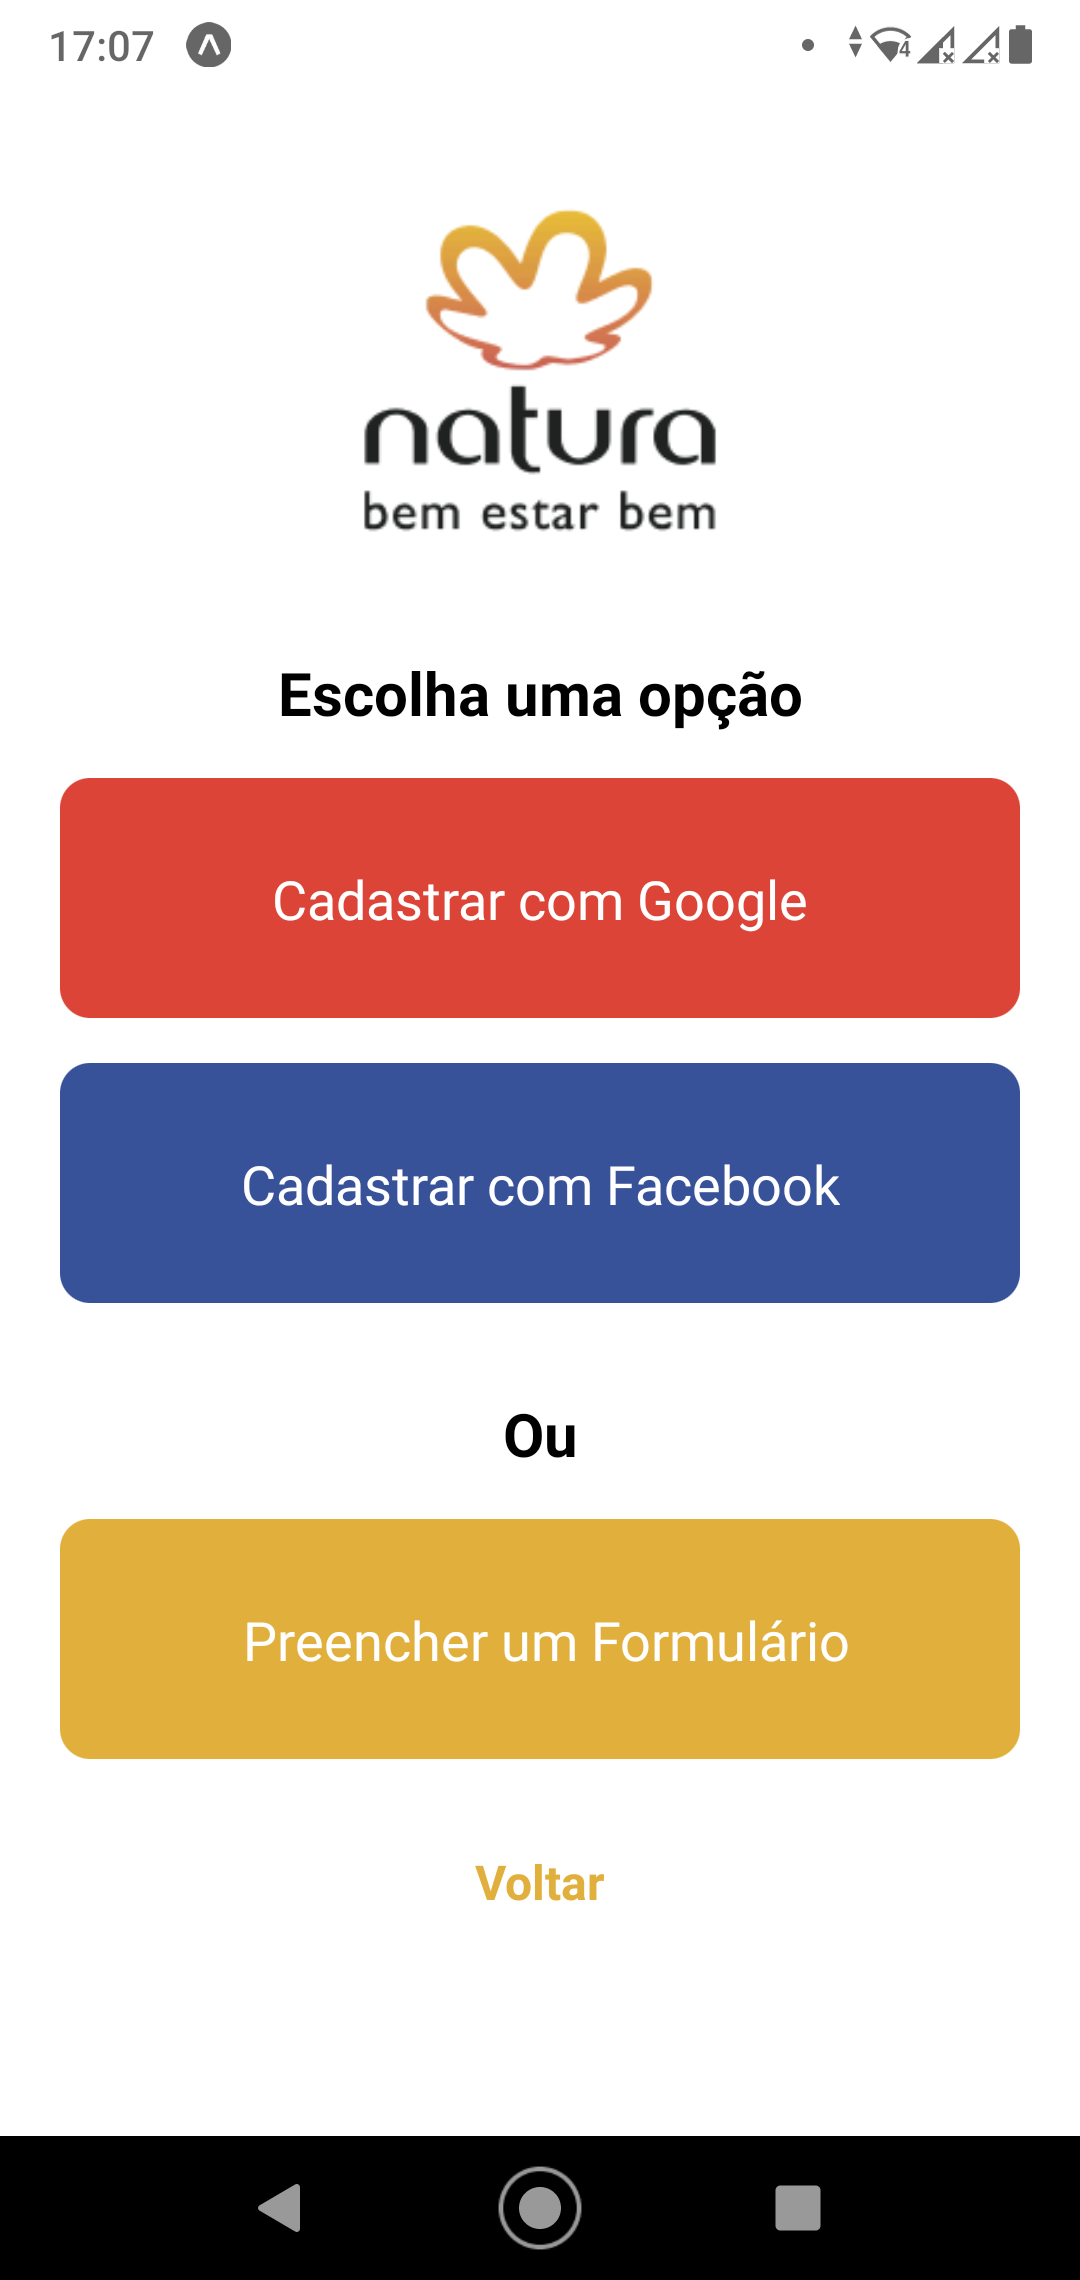 17:07
4
natura
bem estar bem
Escolha uma opção
Cadastrar com Google
Cadastrar com Facebook
Ou
Preencher um Formulário
Voltar